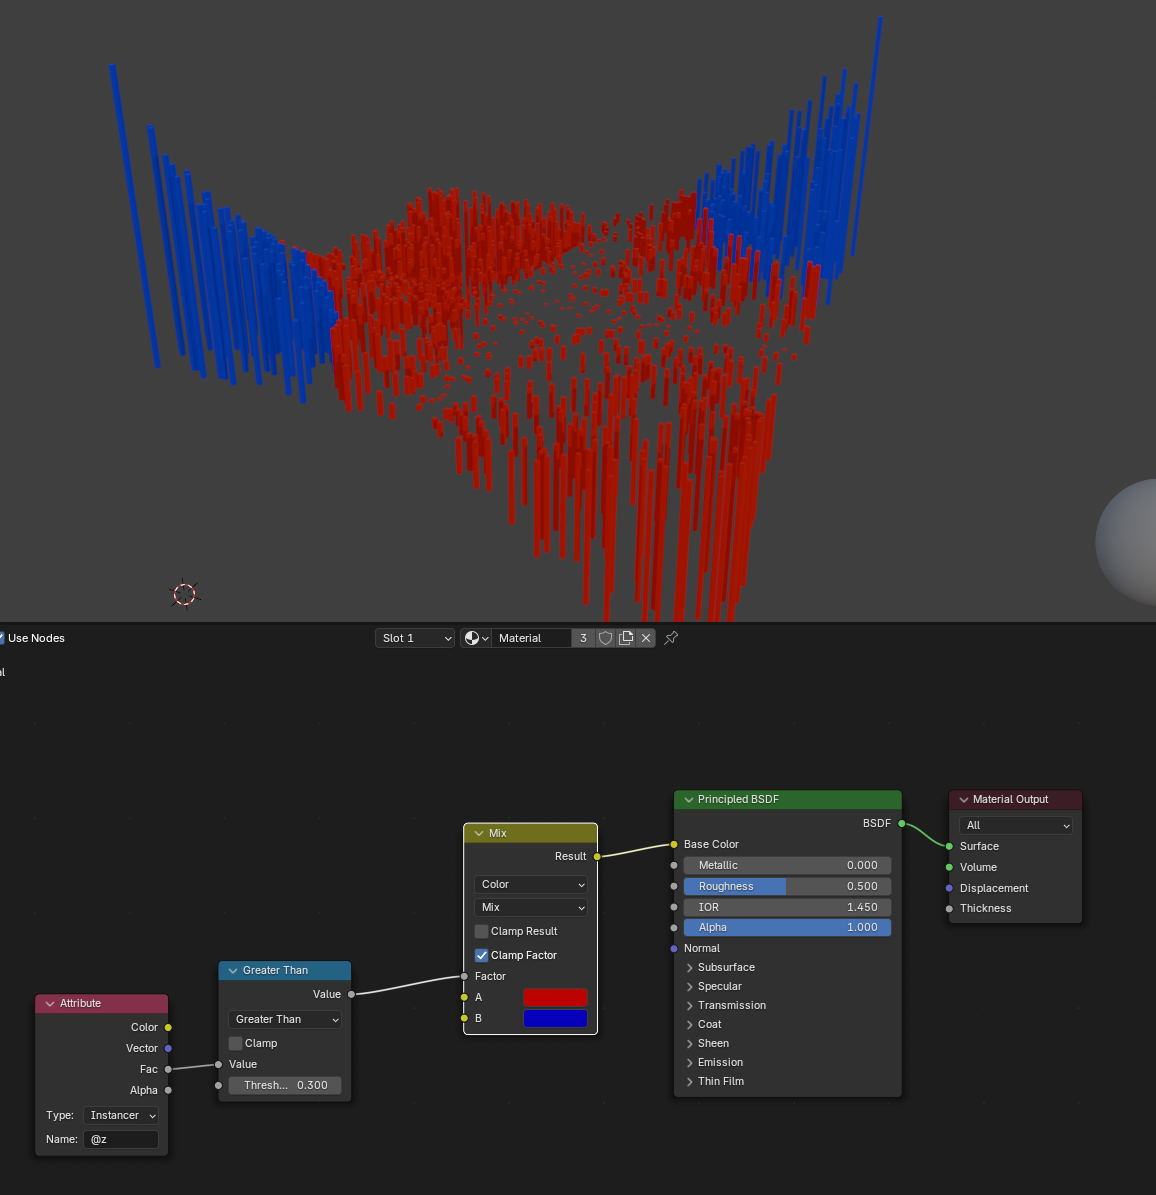 Use Nodes
Slot 1
Material
3
al
Mix
Result
Color
Mix
Clamp Result
Clamp Factor
Factor
A
B
Principled BSDF
BSDF
Base Color
Metallic 0.000
Roughness 0.500
IOR 1.450
Alpha 1.000
Normal
Subsurface
Specular
Transmission
Coat
Sheen
Emission
Thin Film
Material Output
All
Surface
Volume
Displacement
Thickness
Greater Than
Value
Greater Than
Clamp
Value
Thresh... 0.300
Attribute
Color
Vector
Fac
Alpha
Type: Instancer
Name: @z